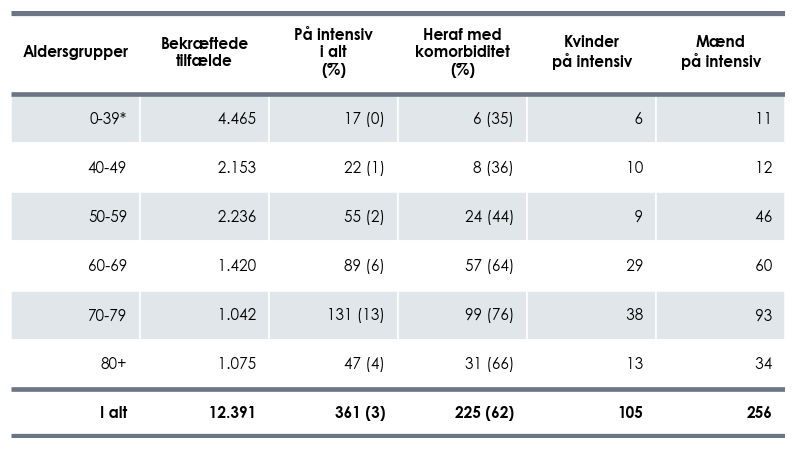 Aldersgrupper Bekræftede tilfælde På intensiv i alt (%) Heraf med komorbiditet (%) Kvinder på intensiv Mænd på intensiv
0-39* 4.465 17 (0) 6 (35) 6 11
40-49 2.153 22 (1) 8 (36) 10 12
50-59 2.236 55 (2) 24 (44) 9 46
60-69 1.420 89 (6) 57 (64) 29 60
70-79 1.042 131 (13) 99 (76) 38 93
80+ 1.075 47 (4) 31 (66) 13 34
I alt 12.391 361 (3) 225 (62) 105 256